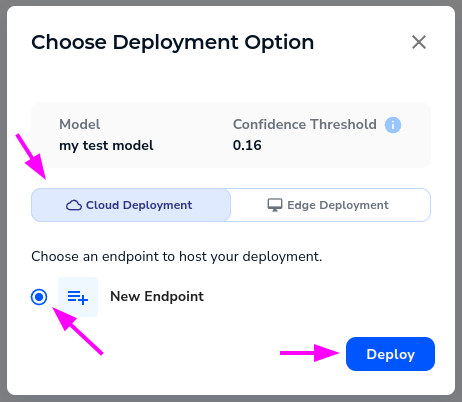 Choose Deployment Option
Model
Confidence Threshold
my test model
0.16
Cloud Deployment
Edge Deployment
Choose an endpoint to host your deployment.
New Endpoint
Deploy